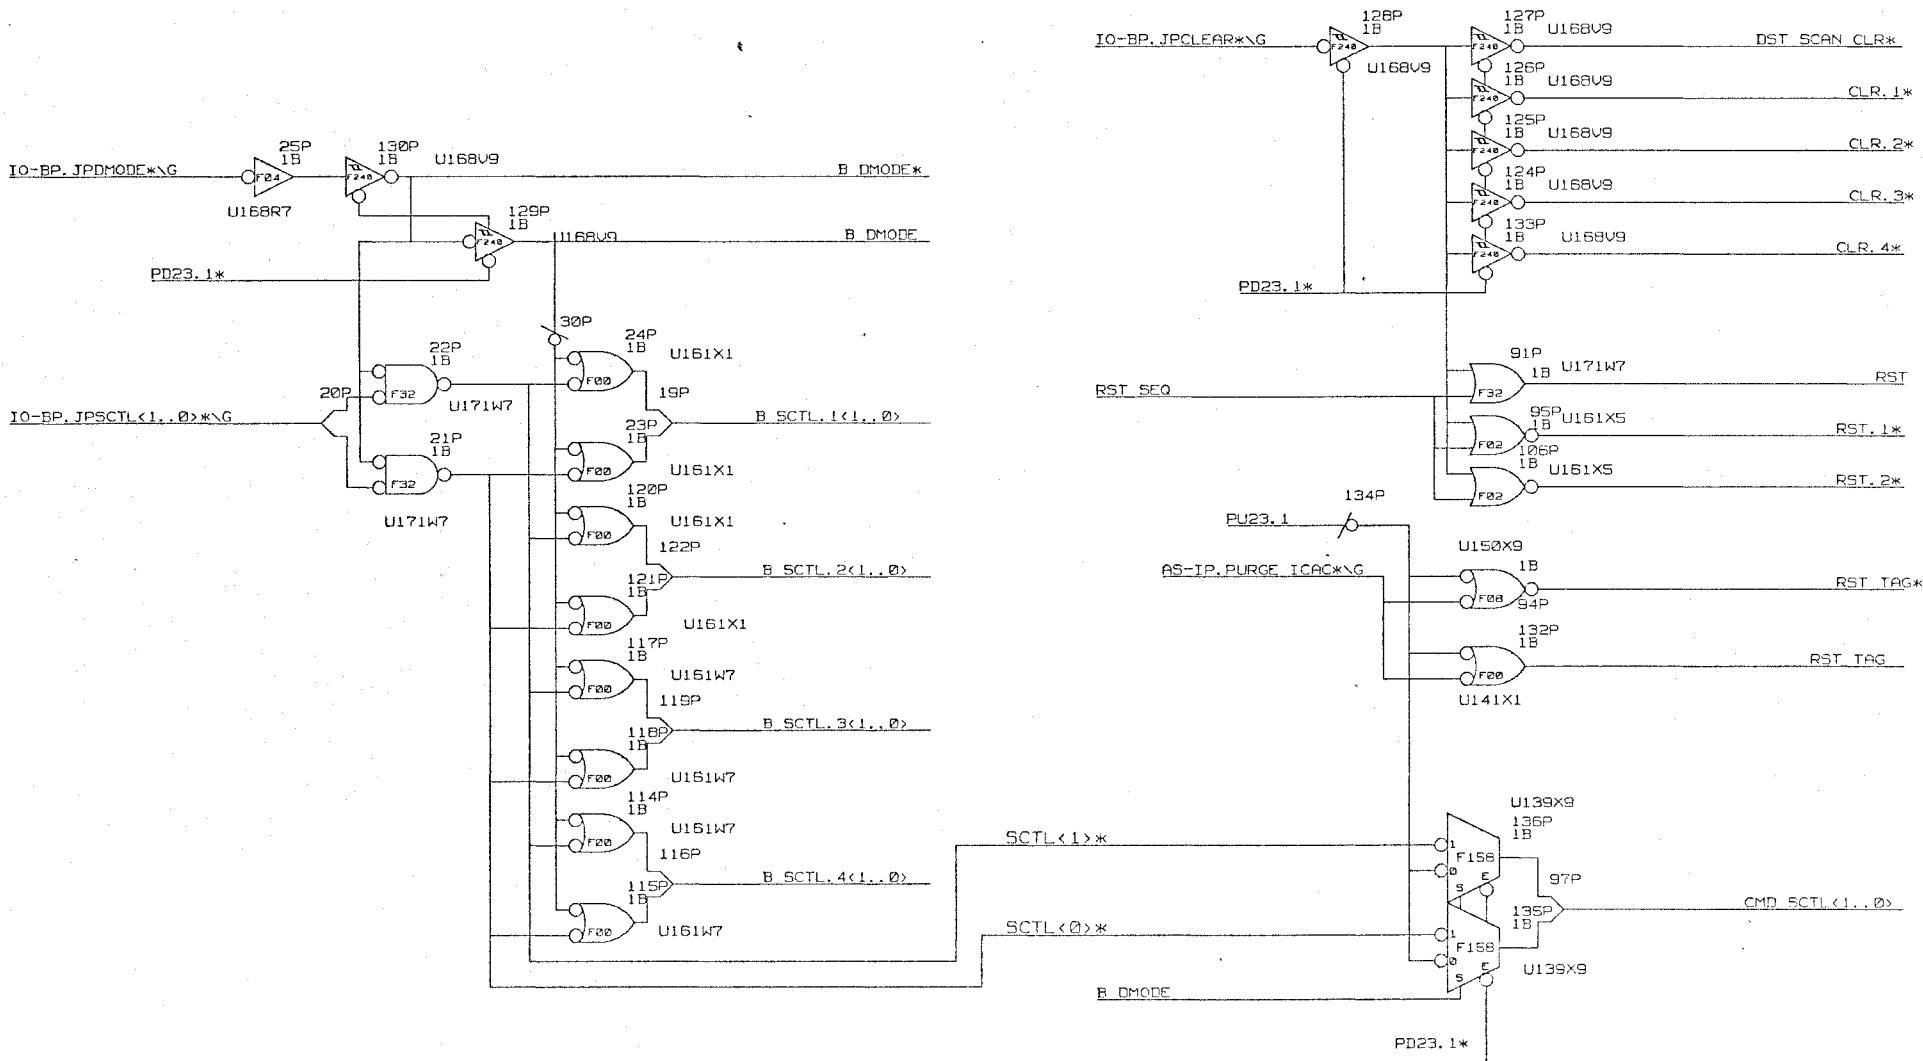 25P
1B
130P
1B
U168V9
IO-BP.JPDMODE*\G
F04
F240
B DMODE*
U168R7
129P
1B
F240
U168V9
B DMODE
PD23.1*
30P
24P
1B
U161X1
F00
22P
1B
F32
U171W7
20P
19P
IO-BP.JPSCTL<1..0>*\G
B SCTL.1<1..0>
23P
1B
F00
U161X1
21P
1B
F32
U171W7
120P
1B
U161X1
F00
122P
B SCTL.2<1..0>
121P
1B
F00
U161X1
117P
1B
U161W7
F00
119P
B SCTL.3<1..0>
118P
1B
F00
U161W7
114P
1B
U161W7
F00
116P
B SCTL.4<1..0>
115P
1B
F00
U161W7
128P
1B
IO-BP.JPCLEAR*\G
F240
U168V9
127P
1B
U168V9
F240
DST SCAN CLR*
126P
1B
U168V9
F240
CLR.1*
125P
1B
U168V9
F240
CLR.2*
124P
1B
U168V9
F240
CLR.3*
133P
1B
U168V9
F240
CLR.4*
PD23.1*
91P
1B
U171W7
F32
RST
RST SEQ
95P
1B
U161X5
F02
RST.1*
106P
1B
U161X5
F02
RST.2*
134P
PU23.1
U150X9
1B
AS-IP.PURGE ICAC*\G
F08
94P
RST TAG*
132P
1B
F00
RST TAG
U141X1
U139X9
136P
1B
SCTL<1>*
1
F158
0
S
E
97P
CMD SCTL<1..0>
135P
1B
SCTL<0>*
1
F158
0
S
E
U139X9
B DMODE
PD23.1*